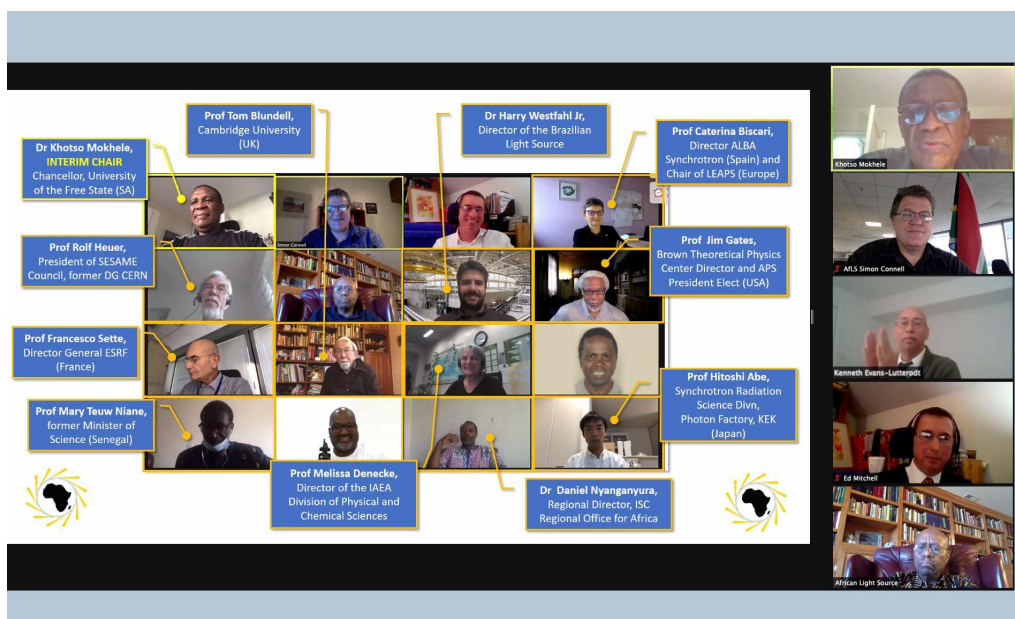 Prof Tom Blundell,
Cambridge University
(UK)
Dr Harry Westfahl Jr,
Director of the Brazilian
Light Source
Prof Caterina Biscari,
Director ALBA
Synchrotron (Spain) and
Chair of LEAPS (Europe)
Dr Khotso Mokhele,
INTERIM CHAIR
Chancellor, University
of the Free State (SA)
Simon Connell
Prof Rolf Heuer,
President of SESAME
Council, former DG CERN
Prof Jim Gates,
Brown Theoretical Physics
Center Director and APS
President Elect (USA)
Prof Francesco Sette,
Director General ESRF
(France)
Prof Hitoshi Abe,
Synchrotron Radiation
Science Divn,
Photon Factory, KEK
(Japan)
Prof Mary Teuw Niane,
former Minister of
Science (Senegal)
Prof Melissa Denecke,
Director of the IAEA
Division of Physical and
Chemical Sciences
Dr Daniel Nyanganyura,
Regional Director, ISC
Regional Office for Africa
Khotso Mokhele
AfLS Simon Connell
Kenneth Evans-Lutterodt
Ed Mitchell
African Light Source